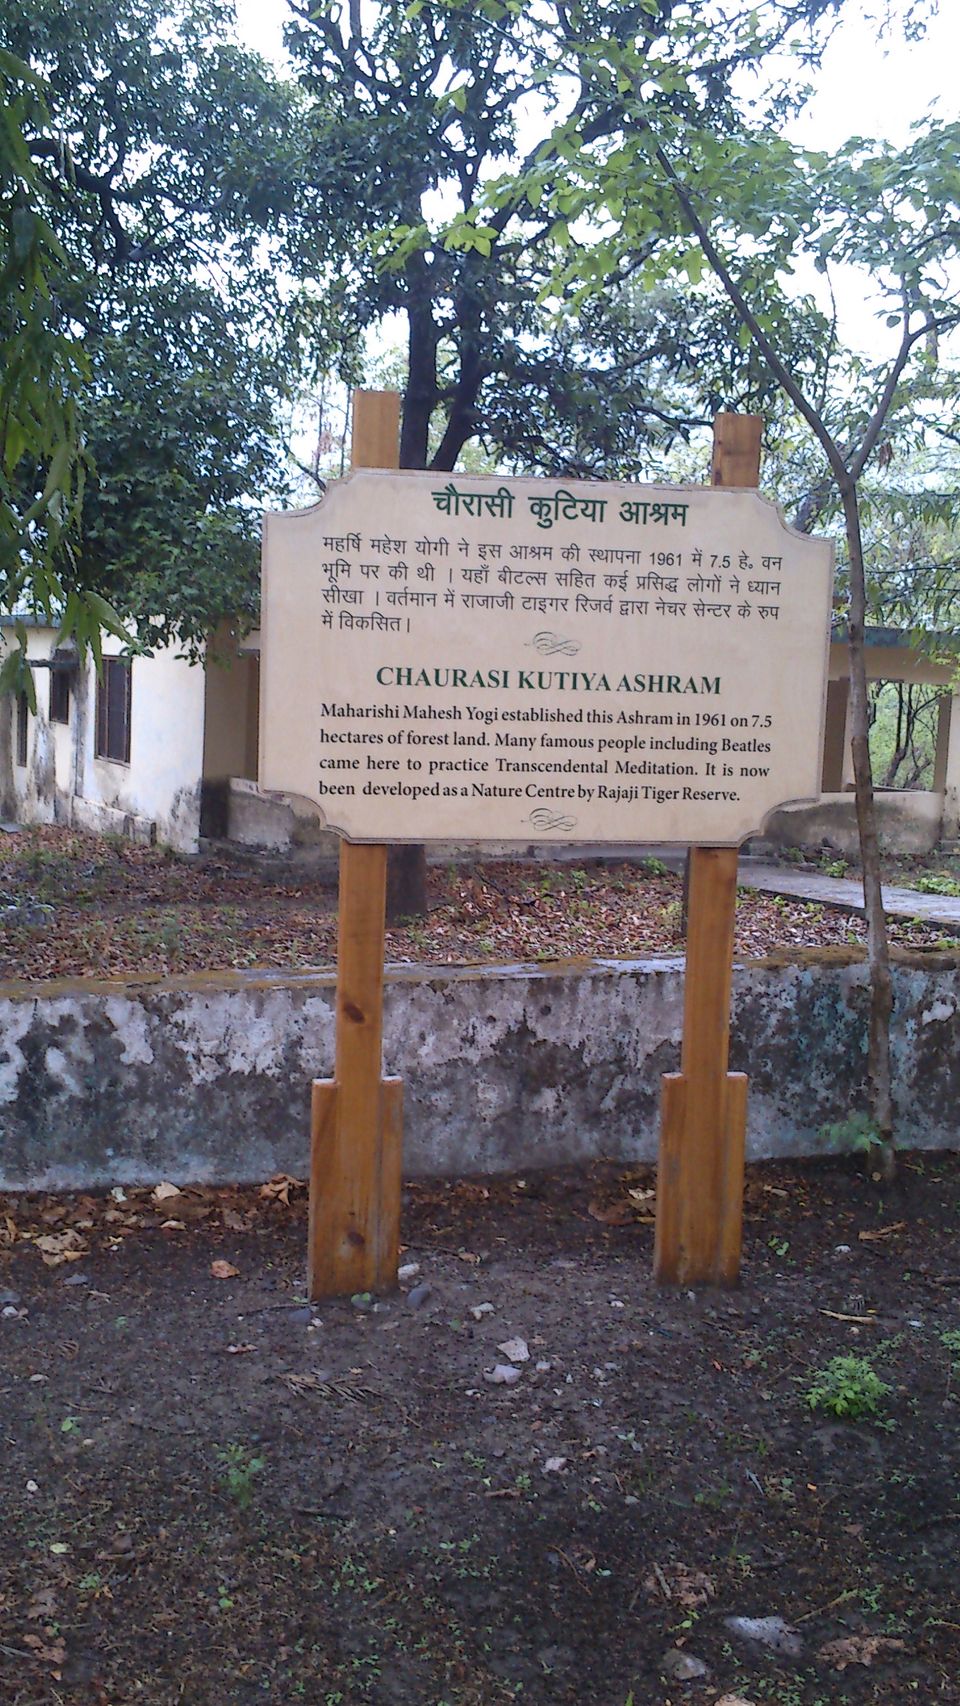 चौरासी कुटिया आश्रम
महर्षि महेश योगी ने इस आश्रम की स्थापना 1961 में 7.5 हे० वन
भूमि पर की थी । यहाँ बीटल्स सहित कई प्रसिद्ध लोगों ने ध्यान
सीखा । वर्तमान में राजाजी टाइगर रिजर्व द्वारा नेचर सेन्टर के रुप
में विकसित।
CHAURASI KUTIYA ASHRAM
Maharishi Mahesh Yogi established this Ashram in 1961 on 7.5
hectares of forest land. Many famous people including Beatles
came here to practice Transcendental Meditation. It is now
been developed as a Nature Centre by Rajaji Tiger Reserve.